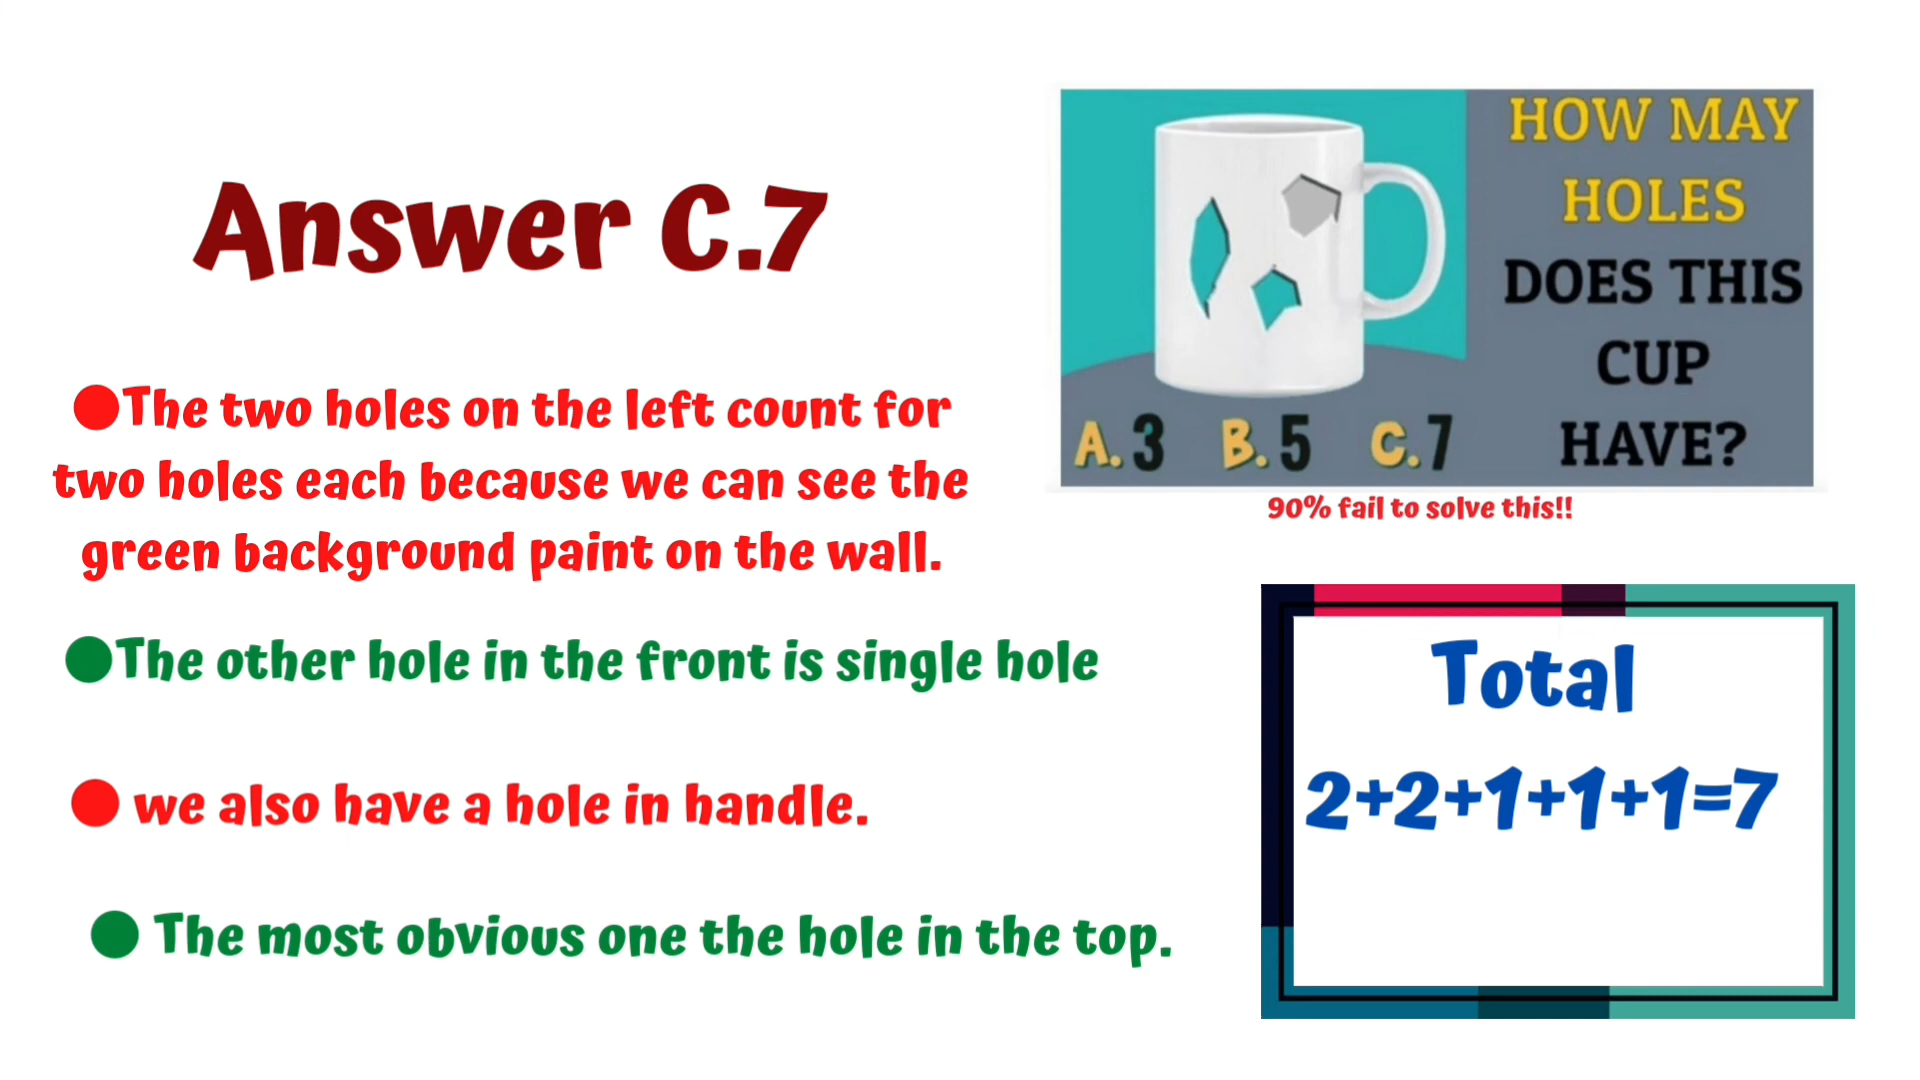 Answer C.7
●The two holes on the left count for
two holes each because we can see the
green background paint on the wall.
●The other hole in the front is single hole
● we also have a hole in handle.
● The most obvious one the hole in the top.
HOW MAY
HOLES
DOES THIS
CUP
HAVE?
A.3 B.5 C.7
90% fail to solve this!!
Total
2+2+1+1+1=7